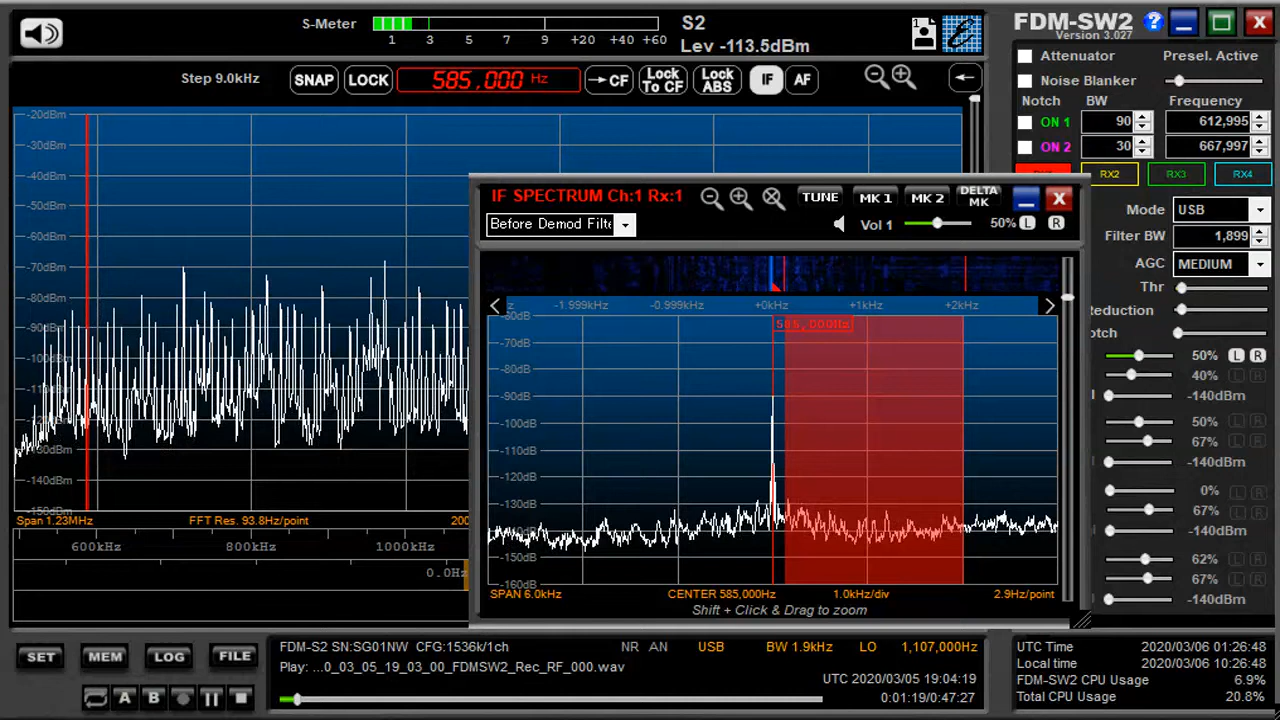 S-Meter
1 3 5 7 9 +20 +40 +60
S2
Lev -113.5dBm
FDM-SW2
Version 3.027
?
Step 9.0kHz
SNAP
LOCK
585,000 Hz
→CF
Lock To CF
Lock ABS
IF
AF
Attenuator
Presel. Active
Noise Blanker
Notch BW Frequency
ON 1 90 612,995
ON 2 30 667,997
RX2 RX3 RX4
Mode USB
Filter BW 1,899
AGC MEDIUM
Thr
Reduction
otch
50% L R
40% L R
-140dBm
50% L R
67% L R
-140dBm
0% L R
67% L R
-140dBm
62% L R
67% L R
-140dBm
-20dBm
-30dBm
-40dBm
-50dBm
-60dBm
-70dBm
-80dBm
-90dBm
-100dBm
-110dBm
-120dBm
-130dBm
-140dBm
-150dBm
Span 1.23MHz
FFT Res. 93.8Hz/point
200
600kHz 800kHz 1000kHz
0.0Hz
IF SPECTRUM Ch:1 Rx:1
TUNE
MK 1
MK 2
DELTA MK
Before Demod Filte
Vol 1
50% L R
-1.999kHz -0.999kHz +0kHz +1kHz +2kHz
585,000Hz
-60dB
-70dB
-80dB
-90dB
-100dB
-110dB
-120dB
-130dB
-140dB
-150dB
-160dB
SPAN 6.0kHz
CENTER 585,000Hz
1.0kHz/div
2.9Hz/point
Shift + Click & Drag to zoom
SET
MEM
LOG
FILE
A
B
FDM-S2 SN:SG01NW CFG:1536k/1ch
NR AN
USB
BW 1.9kHz
LO 1,107,000Hz
Play: ...0_03_05_19_03_00_FDMSW2_Rec_RF_000.wav
UTC 2020/03/05 19:04:19
0:01:19/0:47:27
UTC Time 2020/03/06 01:26:48
Local time 2020/03/06 10:26:48
FDM-SW2 CPU Usage 6.9%
Total CPU Usage 20.8%